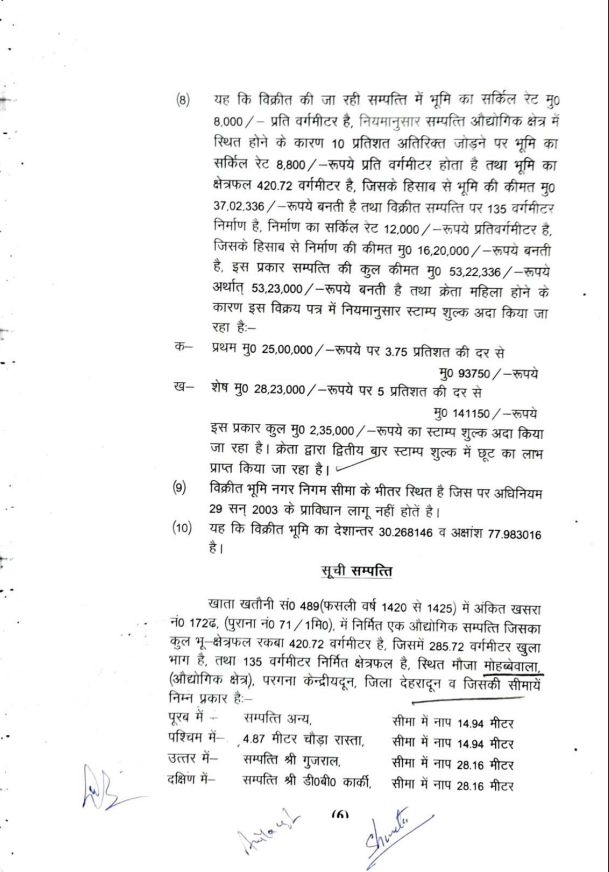 (8) यह कि विक्रीत की जा रही सम्पत्ति में भूमि का सर्किल रेट मु0
8,000/– प्रति वर्गमीटर है, नियमानुसार सम्पत्ति औद्योगिक क्षेत्र में
स्थित होने के कारण 10 प्रतिशत अतिरिक्त जोड़ने पर भूमि का
सर्किल रेट 8,800/–रूपये प्रति वर्गमीटर होता है तथा भूमि का
क्षेत्रफल 420.72 वर्गमीटर है, जिसके हिसाब से भूमि की कीमत मु0
37,02,336/–रूपये बनती है तथा विक्रीत सम्पत्ति पर 135 वर्गमीटर
निर्माण है, निर्माण का सर्किल रेट 12,000/–रूपये प्रतिवर्गमीटर है,
जिसके हिसाब से निर्माण की कीमत मु0 16,20,000/–रूपये बनती
है, इस प्रकार सम्पत्ति की कुल कीमत मु0 53,22,336/–रूपये
अर्थात् 53,23,000/–रूपये बनती है तथा क्रेता महिला होने के
कारण इस विक्रय पत्र में नियमानुसार स्टाम्प शुल्क अदा किया जा
रहा है:–
क– प्रथम मु0 25,00,000/–रूपये पर 3.75 प्रतिशत की दर से
मु0 93750/–रूपये
ख– शेष मु0 28,23,000/–रूपये पर 5 प्रतिशत की दर से
मु0 141150/–रूपये
इस प्रकार कुल मु0 2,35,000/–रूपये का स्टाम्प शुल्क अदा किया
जा रहा है। क्रेता द्वारा द्वितीय बार स्टाम्प शुल्क में छूट का लाभ
प्राप्त किया जा रहा है।
(9) विक्रीत भूमि नगर निगम सीमा के भीतर स्थित है जिस पर अधिनियम
29 सन् 2003 के प्राविधान लागू नहीं होतें है।
(10) यह कि विक्रीत भूमि का देशान्तर 30.268146 व अक्षांश 77.983016
है।
सूची सम्पत्ति
खाता खतौनी सं0 489(फसली वर्ष 1420 से 1425) में अंकित खसरा
नं0 172ढ, (पुराना नं0 71/1मि0), में निर्मित एक औद्योगिक सम्पत्ति जिसका
कुल भू–क्षेत्रफल रकबा 420.72 वर्गमीटर है, जिसमें 285.72 वर्गमीटर खुला
भाग है, तथा 135 वर्गमीटर निर्मित क्षेत्रफल है, स्थित मौजा मोहब्बेवाला,
(औद्योगिक क्षेत्र), परगना केन्द्रीयदून, जिला देहरादून व जिसकी सीमायें
निम्न प्रकार है:–
पूरब में – सम्पत्ति अन्य, सीमा में नाप 14.94 मीटर
पश्चिम में– 4.87 मीटर चौड़ा रास्ता, सीमा में नाप 14.94 मीटर
उत्तर में– सम्पत्ति श्री गुजराल, सीमा में नाप 28.16 मीटर
दक्षिण में– सम्पत्ति श्री डी0बी0 कार्की, सीमा में नाप 28.16 मीटर
(6)